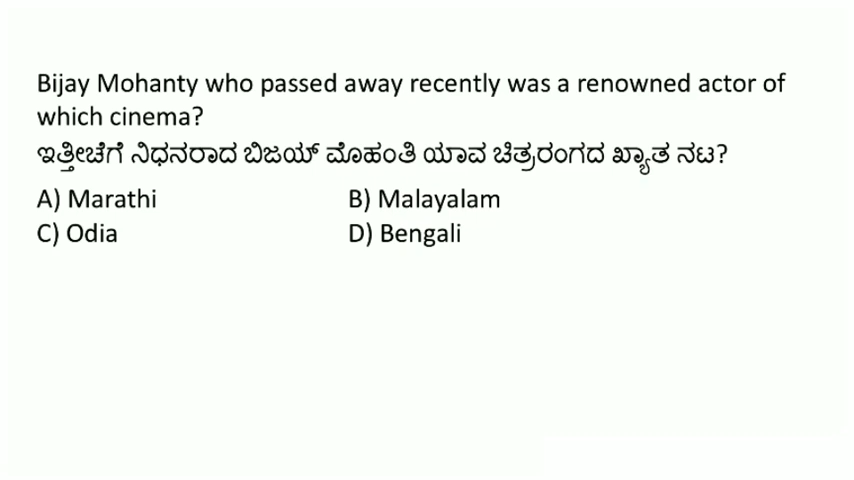 Bijay Mohanty who passed away recently was a renowned actor of
which cinema?
ಇತ್ತೀಚೆಗೆ ನಿಧನರಾದ ಬಿಜಯ್ ಮೊಹಂತಿ ಯಾವ ಚಿತ್ರರಂಗದ ಖ್ಯಾತ ನಟ?
A) Marathi B) Malayalam
C) Odia D) Bengali